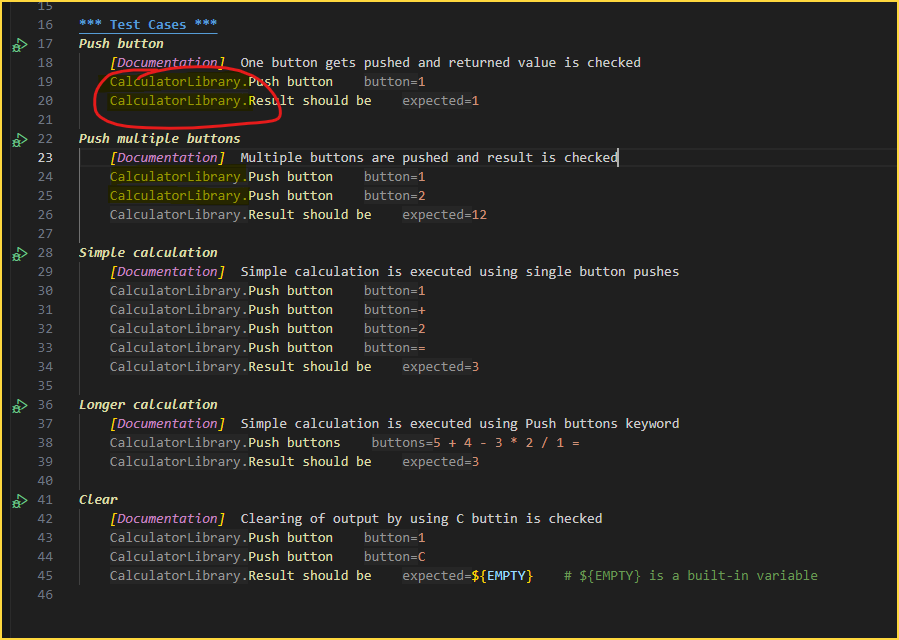 15
16 *** Test Cases ***
17 Push button
18 [Documentation] One button gets pushed and returned value is checked
19 CalculatorLibrary.Push button button=1
20 CalculatorLibrary.Result should be expected=1
21
22 Push multiple buttons
23 [Documentation] Multiple buttons are pushed and result is checked
24 CalculatorLibrary.Push button button=1
25 CalculatorLibrary.Push button button=2
26 CalculatorLibrary.Result should be expected=12
27
28 Simple calculation
29 [Documentation] Simple calculation is executed using single button pushes
30 CalculatorLibrary.Push button button=1
31 CalculatorLibrary.Push button button=+
32 CalculatorLibrary.Push button button=2
33 CalculatorLibrary.Push button button==
34 CalculatorLibrary.Result should be expected=3
35
36 Longer calculation
37 [Documentation] Simple calculation is executed using Push buttons keyword
38 CalculatorLibrary.Push buttons buttons=5 + 4 - 3 * 2 / 1 =
39 CalculatorLibrary.Result should be expected=3
40
41 Clear
42 [Documentation] Clearing of output by using C buttin is checked
43 CalculatorLibrary.Push button button=1
44 CalculatorLibrary.Push button button=C
45 CalculatorLibrary.Result should be expected=${EMPTY} # ${EMPTY} is a built-in variable
46